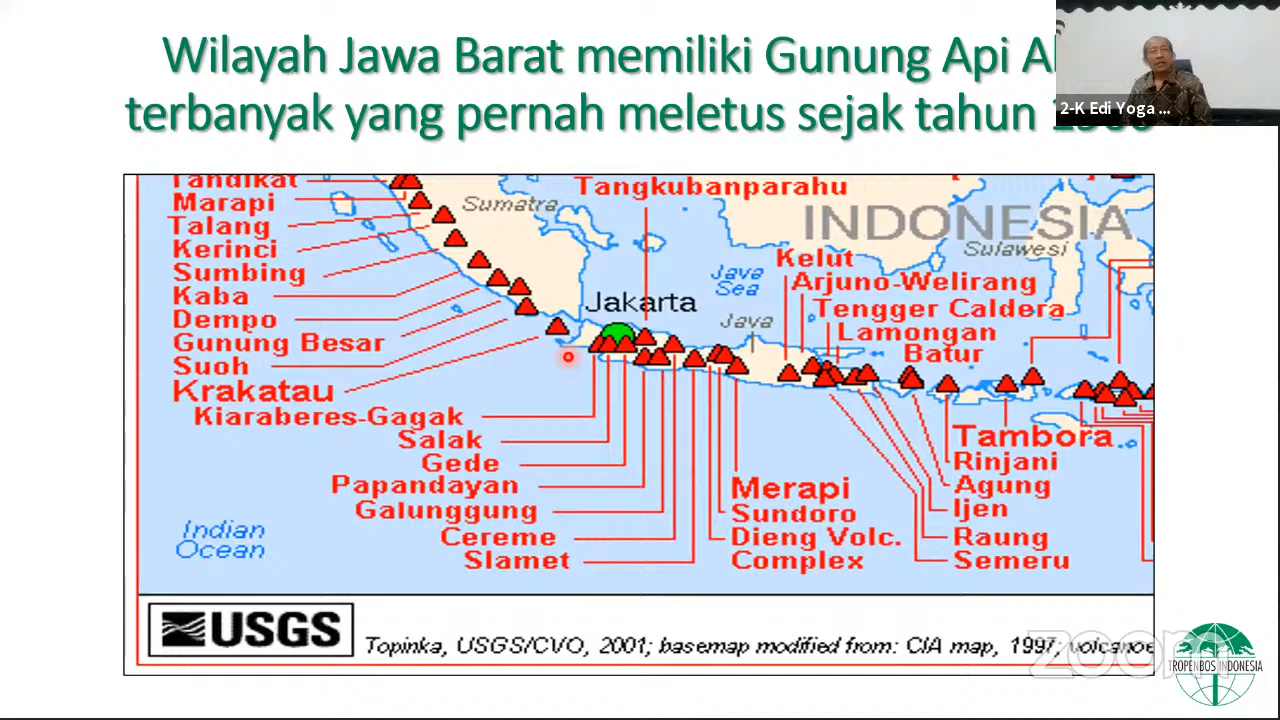 Wilayah Jawa Barat memiliki Gunung Api
terbanyak yang pernah meletus sejak tahun
2-K Edi Yoga ...
Tandikat
Marapi
Talang
Kerinci
Sumbing
Kaba
Dempo
Gunung Besar
Suoh
Krakatau
Kiaraberes-Gagak
Salak
Gede
Papandayan
Galunggung
Cereme
Slamet
Sumatra
Tangkubanparahu
INDONESIA
Sulawesi
Java
Sea
Jakarta
Java
Kelut
Arjuno-Welirang
Tengger Caldera
Lamongan
Batur
Merapi
Sundoro
Dieng Volc.
Complex
Tambora
Rinjani
Agung
Ijen
Raung
Semeru
Indian
Ocean
USGS
Topinka, USGS/CVO, 2001; basemap modified from: CIA map, 1997;
zoom
TROPENBOS INDONESIA